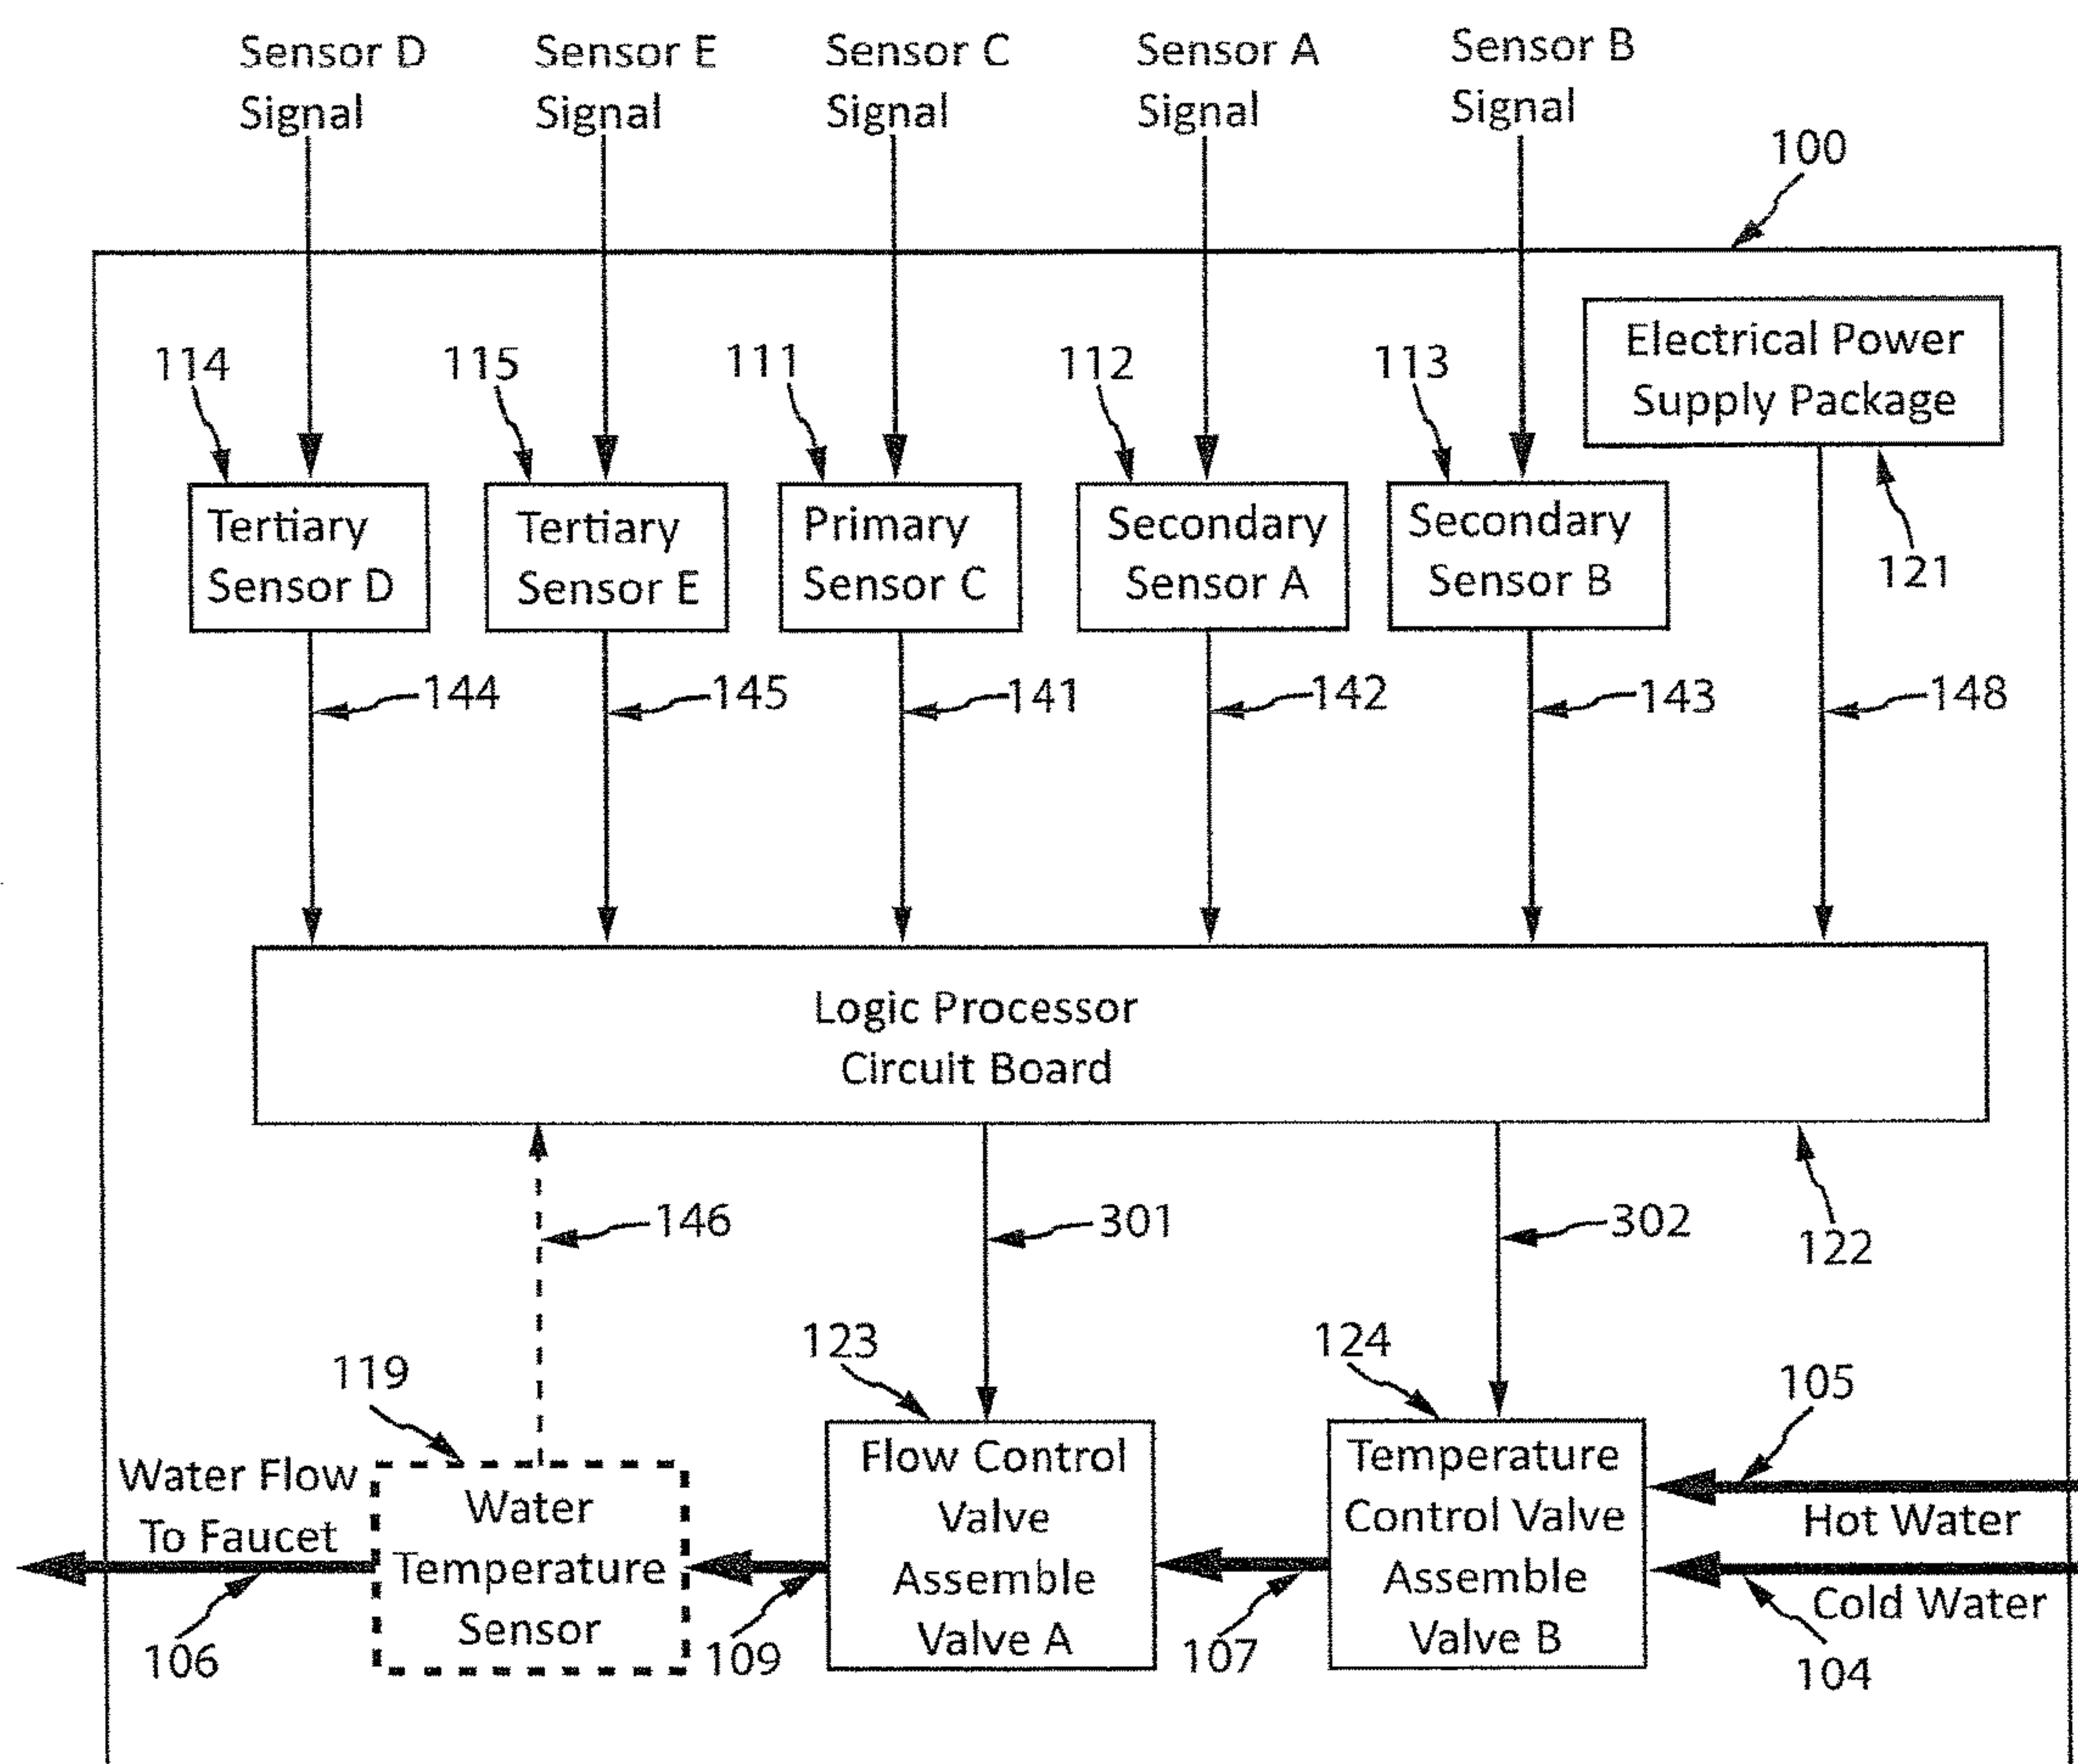 Sensor D
Signal
Sensor E
Signal
Sensor C
Signal
Sensor A
Signal
Sensor B
Signal
100
Electrical Power
Supply Package
114
115
111
112
113
121
Tertiary
Sensor D
Tertiary
Sensor E
Primary
Sensor C
Secondary
Sensor A
Secondary
Sensor B
144
145
141
142
143
148
Logic Processor
Circuit Board
146
301
302
122
119
123
124
105
Water Flow
To Faucet
Water
Temperature
Sensor
Flow Control
Valve
Assemble
Valve A
Temperature
Control Valve
Assemble
Valve B
Hot Water
Cold Water
106
109
107
104